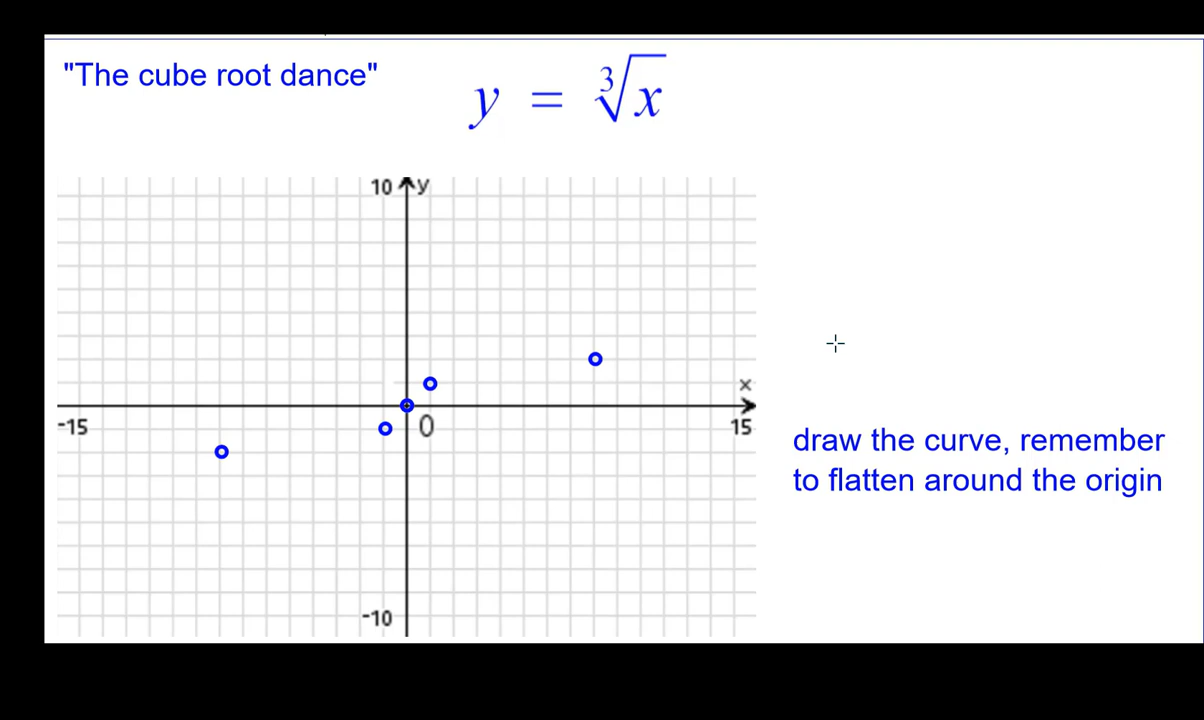 "The cube root dance"
y = ∛x
10 y
x
-15 0 15
draw the curve, remember
to flatten around the origin
-10